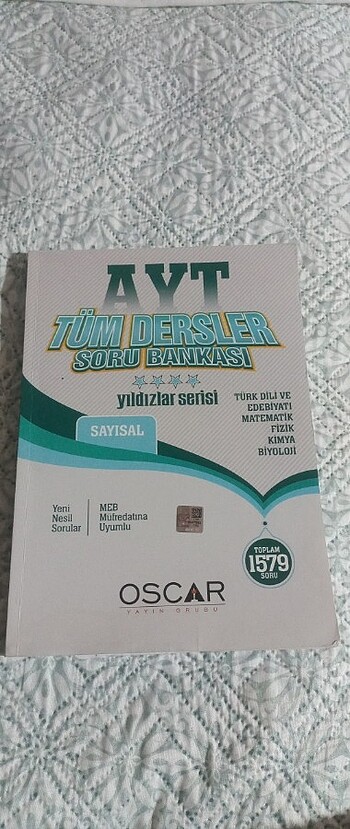 AYT
TÜM DERSLER
SORU BANKASI
yıldızlar serisi
SAYISAL
TÜRK DİLİ VE
EDEBİYATI
MATEMATİK
FİZİK
KİMYA
BİYOLOJİ
Yeni
Nesil
Sorular
MEB
Müfredatına
Uyumlu
TOPLAM
1579
SORU
OSCAR
YAYIN GRUBU